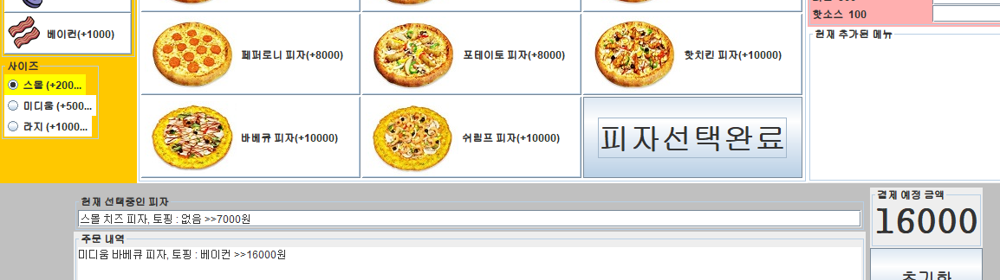 핫소스 100
베이컨(+1000)
현재 추가된 메뉴
페퍼로니 피자(+8000)
포테이토 피자(+8000)
핫치킨 피자(+10000)
사이즈
스몰 (+200...
미디움 (+500...
라지 (+1000...
바베큐 피자(+10000)
쉬림프 피자(+10000)
피자선택완료
현재 선택중인 피자
스몰 치즈 피자, 토핑 : 없음 >>7000원
결제 예정 금액
16000
주문 내역
미디움 바베큐 피자, 토핑 : 베이컨 >>16000원
초기화